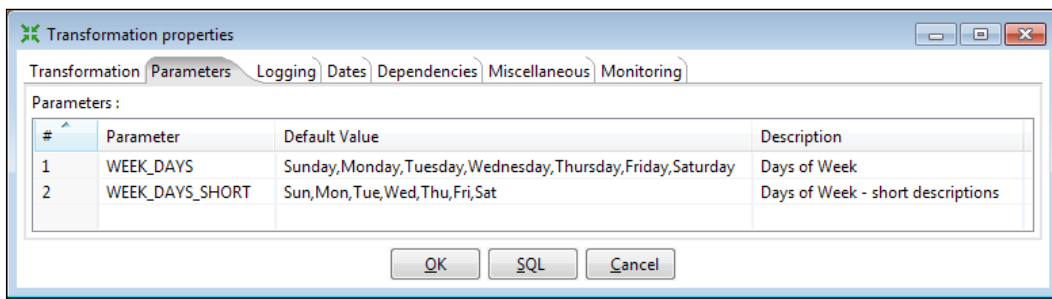 Transformation properties
Transformation Parameters Logging Dates Dependencies Miscellaneous Monitoring
Parameters :
# Parameter Default Value Description
1 WEEK_DAYS Sunday,Monday,Tuesday,Wednesday,Thursday,Friday,Saturday Days of Week
2 WEEK_DAYS_SHORT Sun,Mon,Tue,Wed,Thu,Fri,Sat Days of Week - short descriptions
OK SQL Cancel